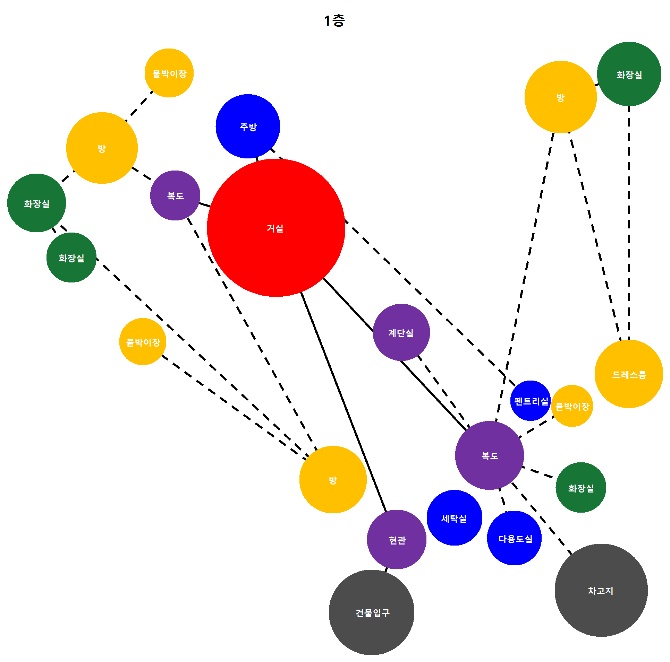 1층
붙박이장
화장실
방
주방
방
복도
화장실
거실
화장실
계단실
붙박이장
드레스룸
팬트리실
붙박이장
복도
방
화장실
세탁실
다용도실
현관
차고지
건물입구